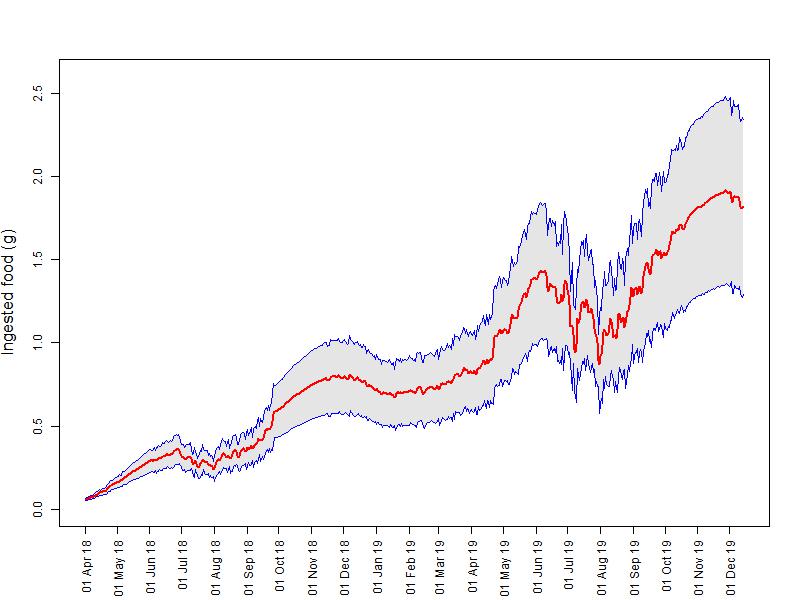 Ingested food (g)
2.5
2.0
1.5
1.0
0.5
0.0
01 Apr 18
01 May 18
01 Jun 18
01 Jul 18
01 Aug 18
01 Sep 18
01 Oct 18
01 Nov 18
01 Dec 18
01 Jan 19
01 Feb 19
01 Mar 19
01 Apr 19
01 May 19
01 Jun 19
01 Jul 19
01 Aug 19
01 Sep 19
01 Oct 19
01 Nov 19
01 Dec 19